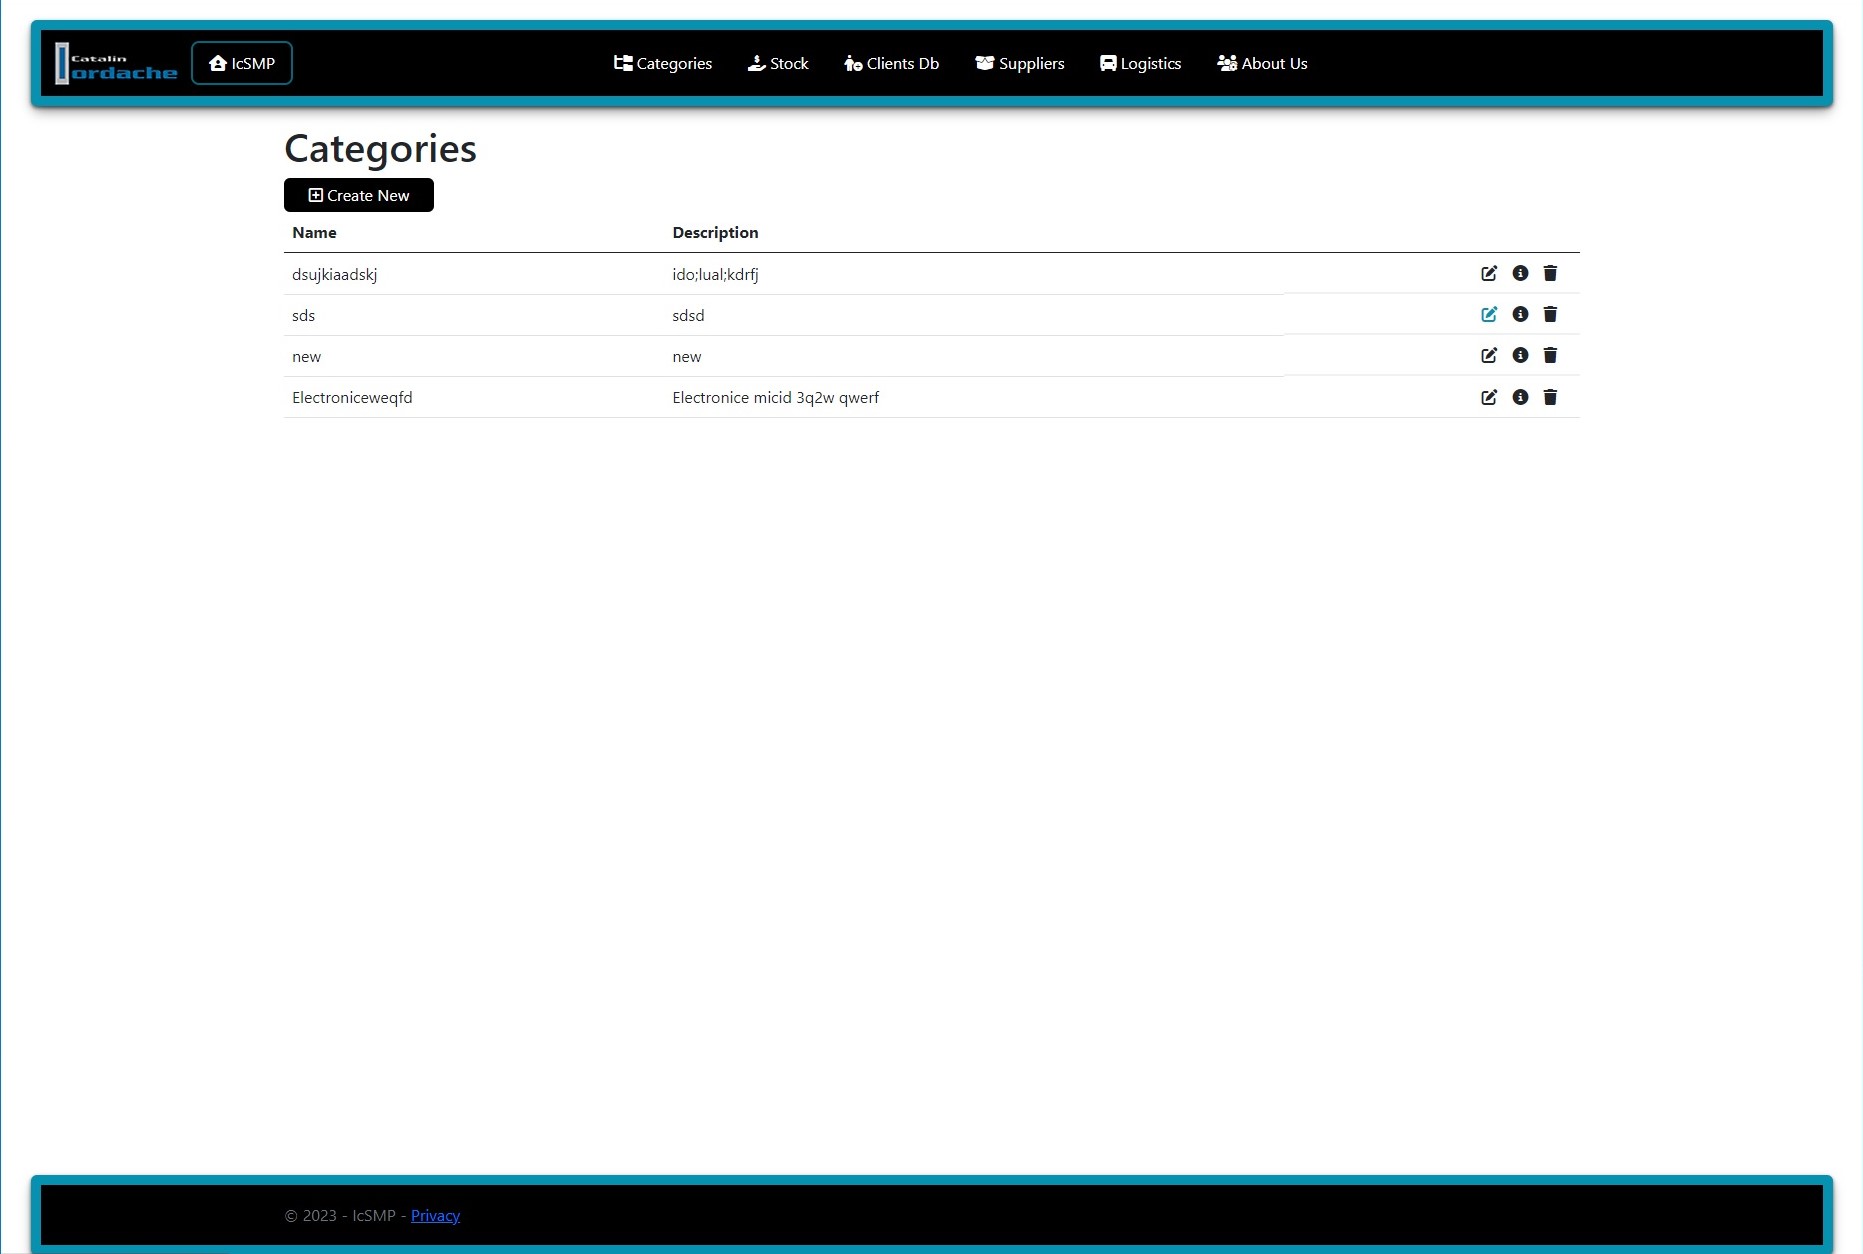 Catalin
Iordache
IcSMP
Categories Stock Clients Db Suppliers Logistics About Us
Categories
Create New
Name Description
dsujkiaadskj ido;lual;kdrfj
sds sdsd
new new
Electroniceweqfd Electronice micid 3q2w qwerf
© 2023 - IcSMP - Privacy